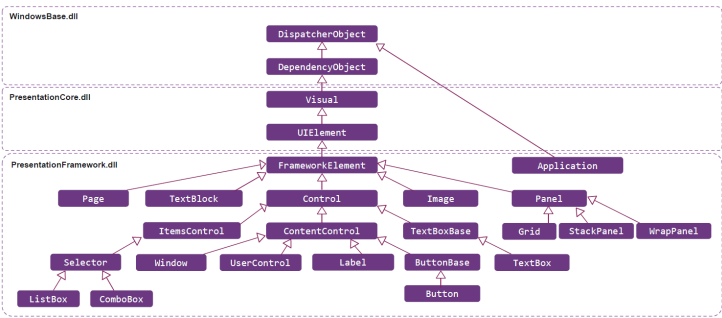 WindowsBase.dll
DispatcherObject
DependencyObject
PresentationCore.dll
Visual
UIElement
PresentationFramework.dll
FrameworkElement
Application
Page
TextBlock
Control
Image
Panel
ItemsControl
ContentControl
TextBoxBase
Grid
StackPanel
WrapPanel
Selector
Window
UserControl
Label
ButtonBase
TextBox
ListBox
ComboBox
Button